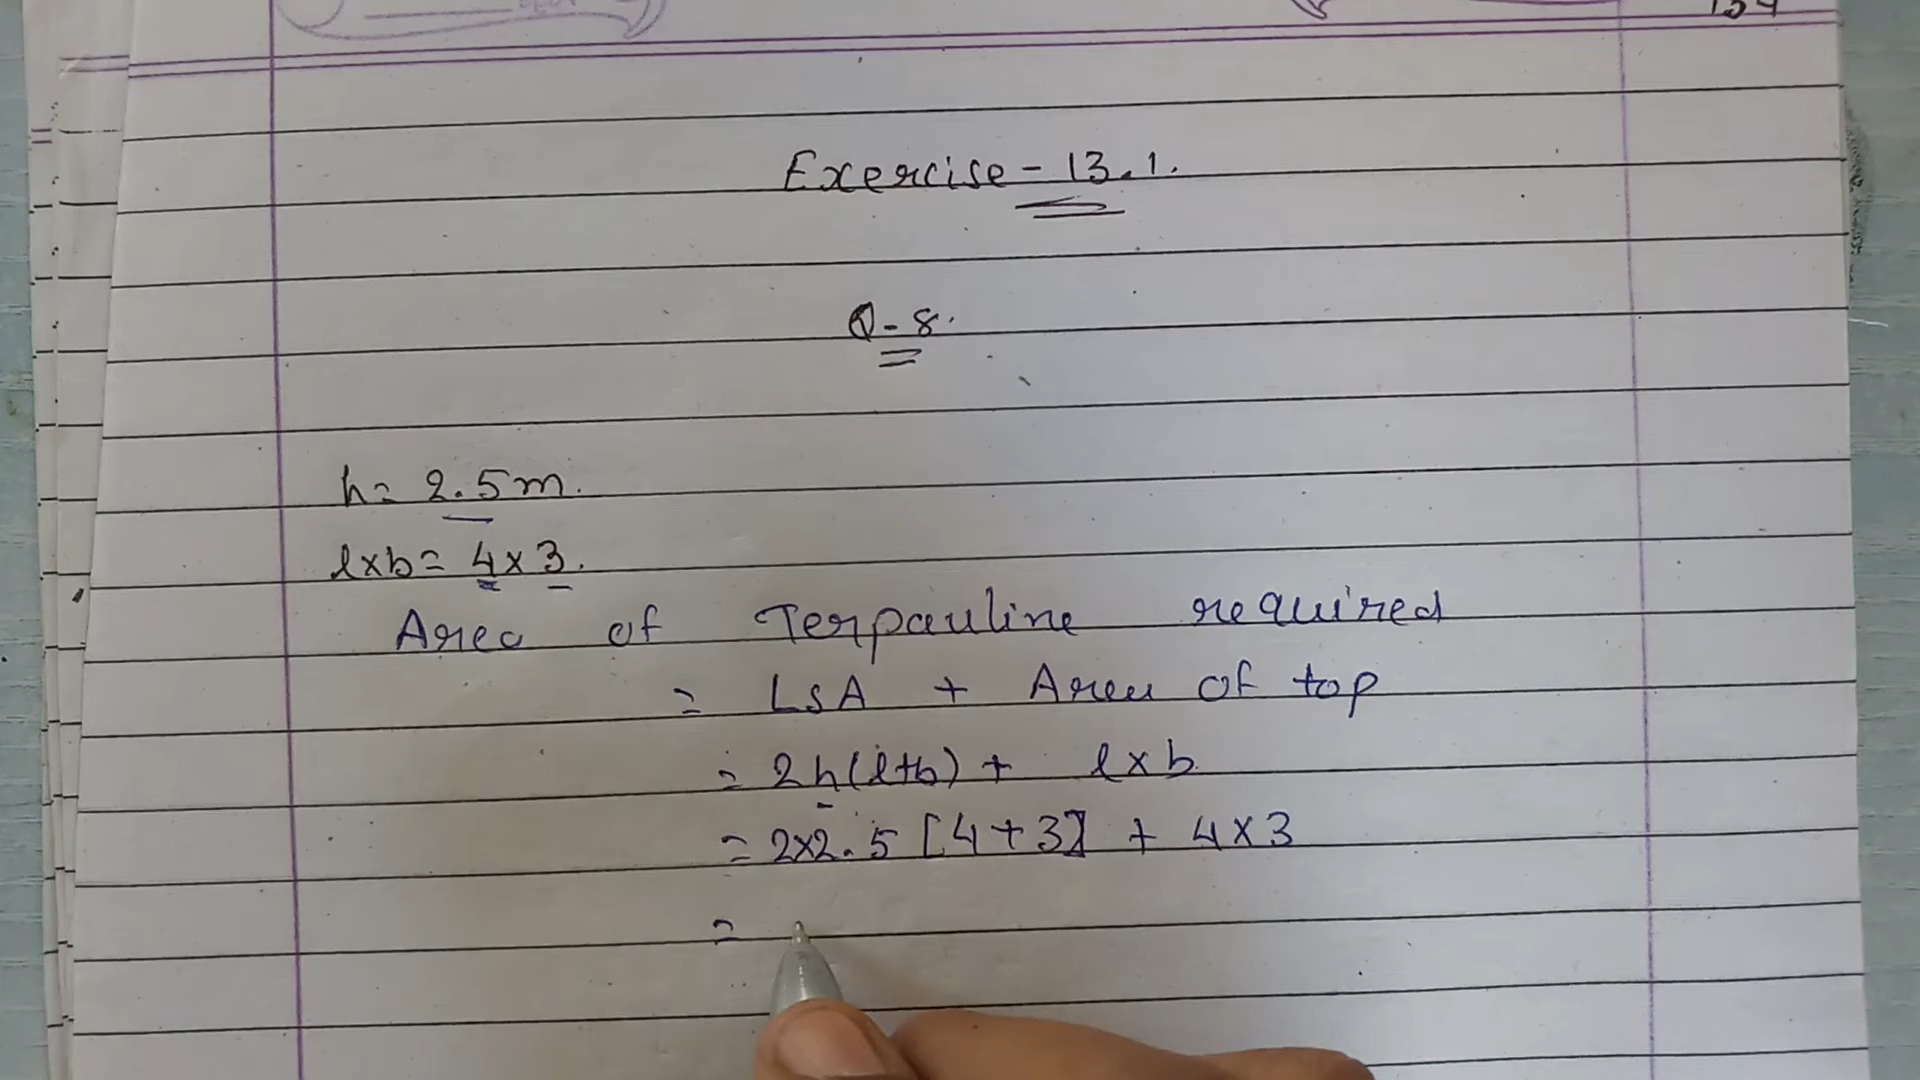 Exercise - 13.1.
Q-8.
h= 2.5m.
l×b= 4×3.
Area of Terpauline required
= LSA + Area of top
= 2h(l+b) + l×b
= 2×2.5 [4+3] + 4×3
=